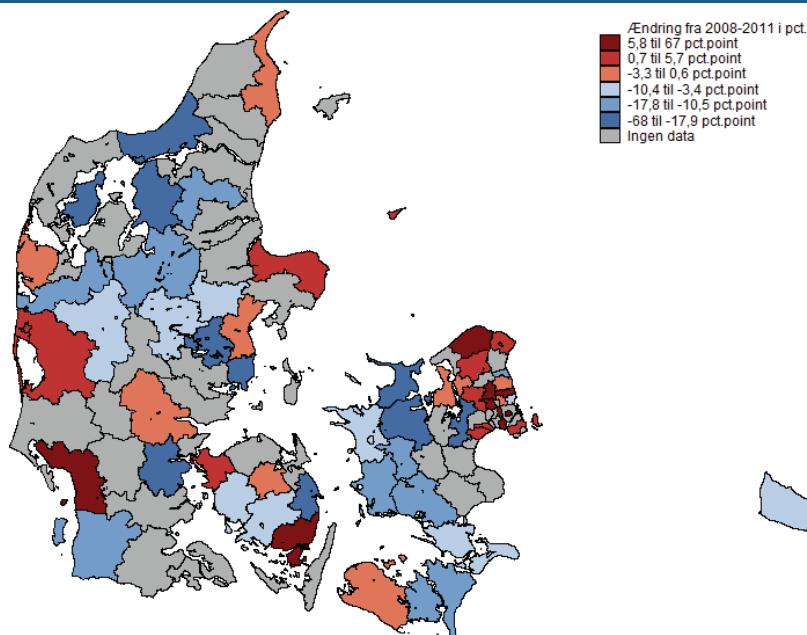 Ændring fra 2008-2011 i pct.
5,8 til 67 pct.point
0,7 til 5,7 pct.point
-3,3 til 0,6 pct.point
-10,4 til -3,4 pct.point
-17,8 til -10,5 pct.point
-68 til -17,9 pct.point
Ingen data